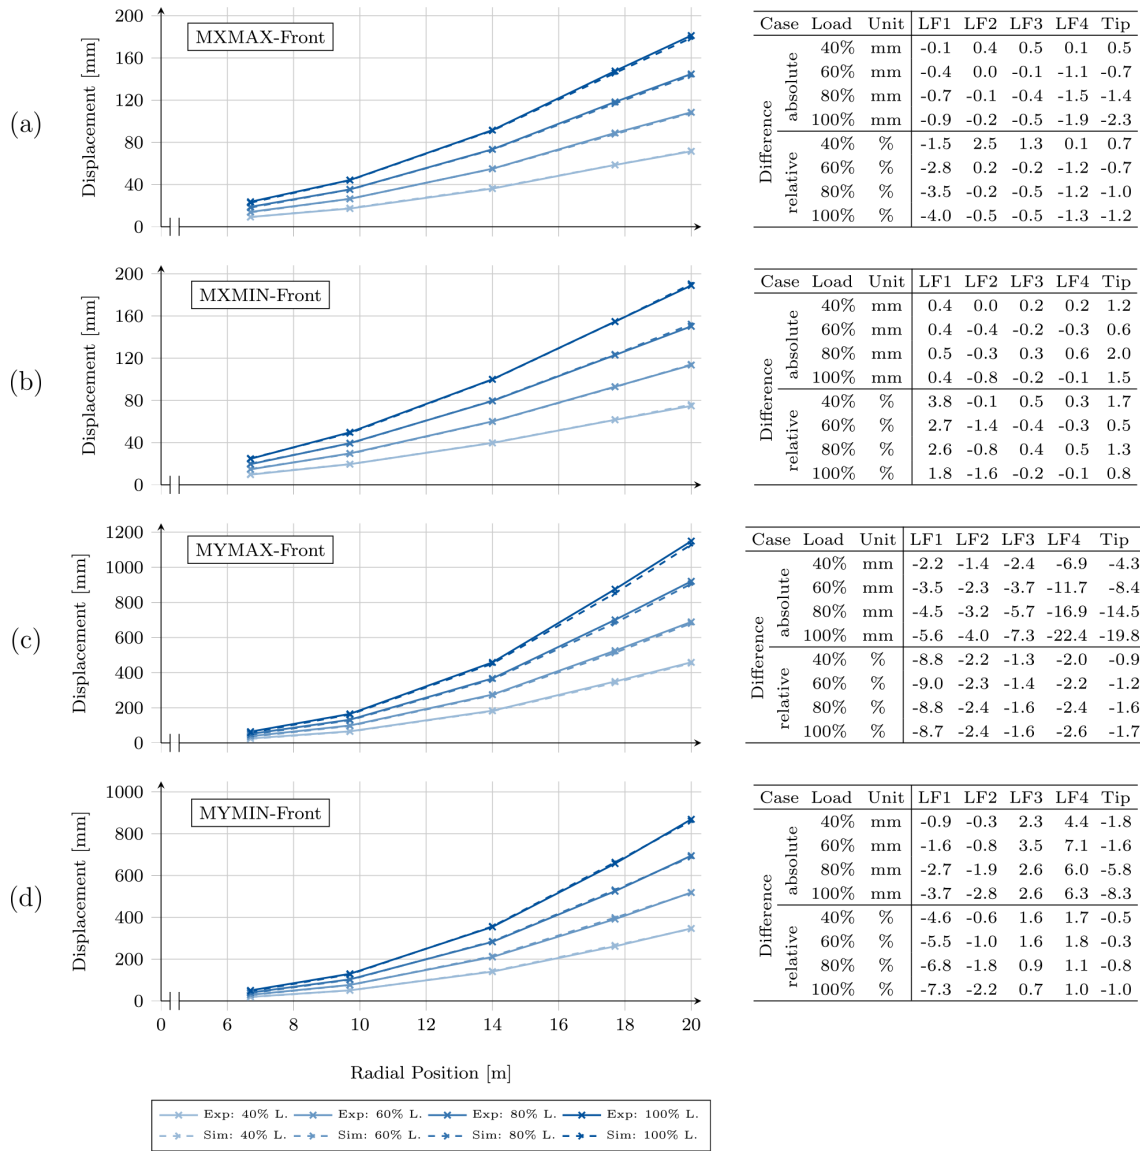 (a)
MXMAX-Front
Displacement [mm]
200
160
120
80
40
0
Case Load Unit LF1 LF2 LF3 LF4 Tip
Difference
absolute
40% mm -0.1 0.4 0.5 0.1 0.5
60% mm -0.4 0.0 -0.1 -1.1 -0.7
80% mm -0.7 -0.1 -0.4 -1.5 -1.4
100% mm -0.9 -0.2 -0.5 -1.9 -2.3
relative
40% % -1.5 2.5 1.3 0.1 0.7
60% % -2.8 0.2 -0.2 -1.2 -0.7
80% % -3.5 -0.2 -0.5 -1.2 -1.0
100% % -4.0 -0.5 -0.5 -1.3 -1.2
(b)
MXMIN-Front
Displacement [mm]
200
160
120
80
40
0
Case Load Unit LF1 LF2 LF3 LF4 Tip
Difference
absolute
40% mm 0.4 0.0 0.2 0.2 1.2
60% mm 0.4 -0.4 -0.2 -0.3 0.6
80% mm 0.5 -0.3 0.3 0.6 2.0
100% mm 0.4 -0.8 -0.2 -0.1 1.5
relative
40% % 3.8 -0.1 0.5 0.3 1.7
60% % 2.7 -1.4 -0.4 -0.3 0.5
80% % 2.6 -0.8 0.4 0.5 1.3
100% % 1.8 -1.6 -0.2 -0.1 0.8
(c)
MYMAX-Front
Displacement [mm]
1200
1000
800
600
400
200
0
Case Load Unit LF1 LF2 LF3 LF4 Tip
Difference
absolute
40% mm -2.2 -1.4 -2.4 -6.9 -4.3
60% mm -3.5 -2.3 -3.7 -11.7 -8.4
80% mm -4.5 -3.2 -5.7 -16.9 -14.5
100% mm -5.6 -4.0 -7.3 -22.4 -19.8
relative
40% % -8.8 -2.2 -1.3 -2.0 -0.9
60% % -9.0 -2.3 -1.4 -2.2 -1.2
80% % -8.8 -2.4 -1.6 -2.4 -1.6
100% % -8.7 -2.4 -1.6 -2.6 -1.7
(d)
MYMIN-Front
Displacement [mm]
1000
800
600
400
200
0
0 6 8 10 12 14 16 18 20
Radial Position [m]
Case Load Unit LF1 LF2 LF3 LF4 Tip
Difference
absolute
40% mm -0.9 -0.3 2.3 4.4 -1.8
60% mm -1.6 -0.8 3.5 7.1 -1.6
80% mm -2.7 -1.9 2.6 6.0 -5.8
100% mm -3.7 -2.8 2.6 6.3 -8.3
relative
40% % -4.6 -0.6 1.6 1.7 -0.5
60% % -5.5 -1.0 1.6 1.8 -0.3
80% % -6.8 -1.8 0.9 1.1 -0.8
100% % -7.3 -2.2 0.7 1.0 -1.0
Exp: 40% L. Exp: 60% L. Exp: 80% L. Exp: 100% L.
Sim: 40% L. Sim: 60% L. Sim: 80% L. Sim: 100% L.